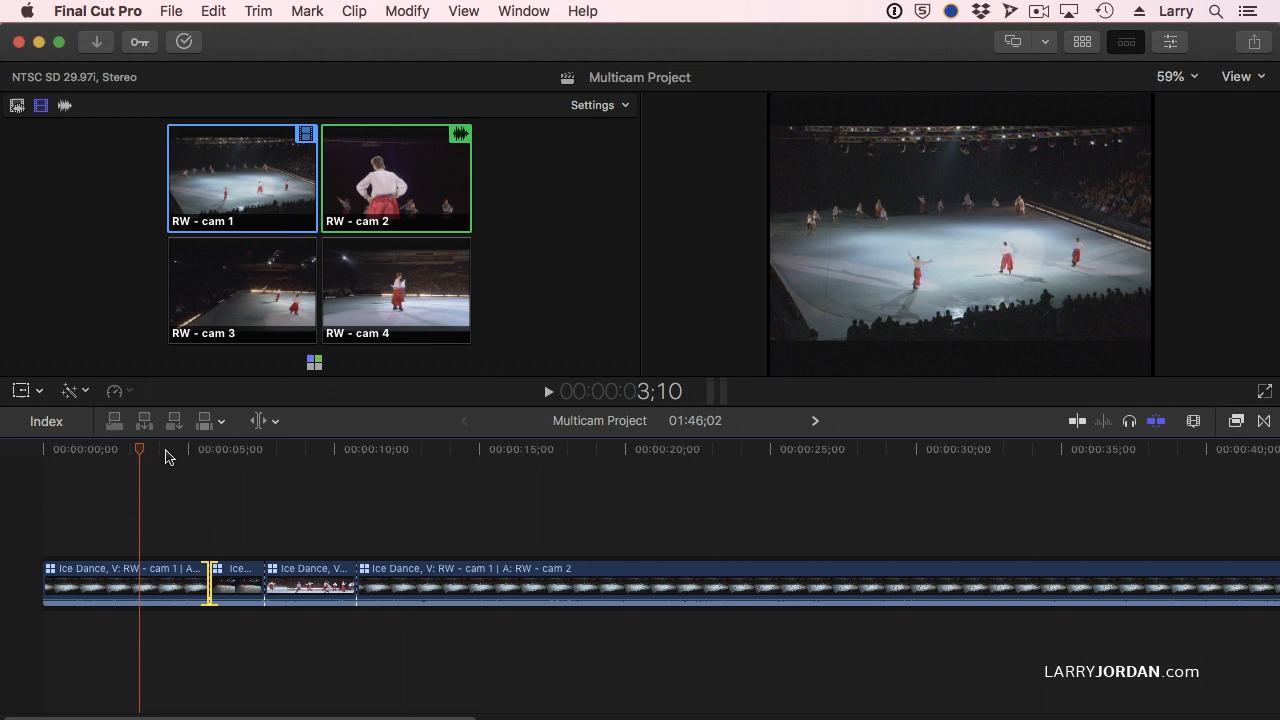 Final Cut Pro File Edit Trim Mark Clip Modify View Window Help 5 Larry
NTSC SD 29.97i, Stereo Multicam Project 59% View
Settings
RW - cam 1 RW - cam 2
RW - cam 3 RW - cam 4
00:00:03;10
Index Multicam Project 01:46;02
00:00:00;00 00:00:05;00 00:00:10;00 00:00:15;00 00:00:20;00 00:00:25;00 00:00:30;00 00:00:35;00 00:00:40;00
Ice Dance, V: RW - cam 1 | A... Ice... Ice Dance, V... Ice Dance, V: RW - cam 1 | A: RW - cam 2
LARRYJORDAN.com